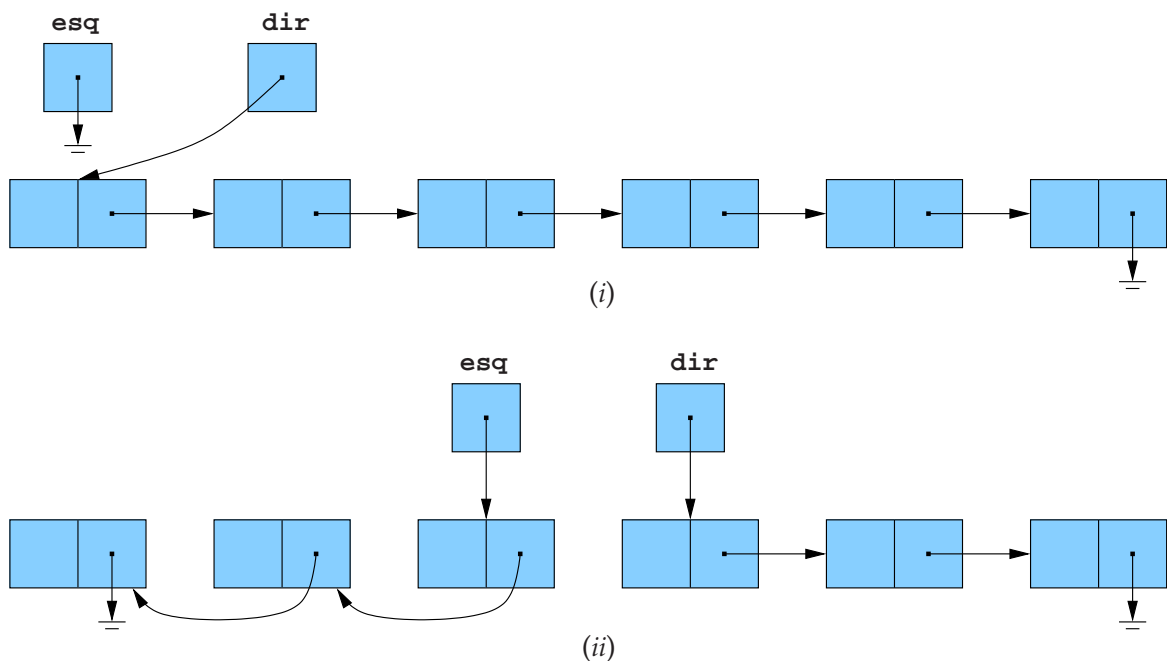 esq dir
(i)
esq dir
(ii)